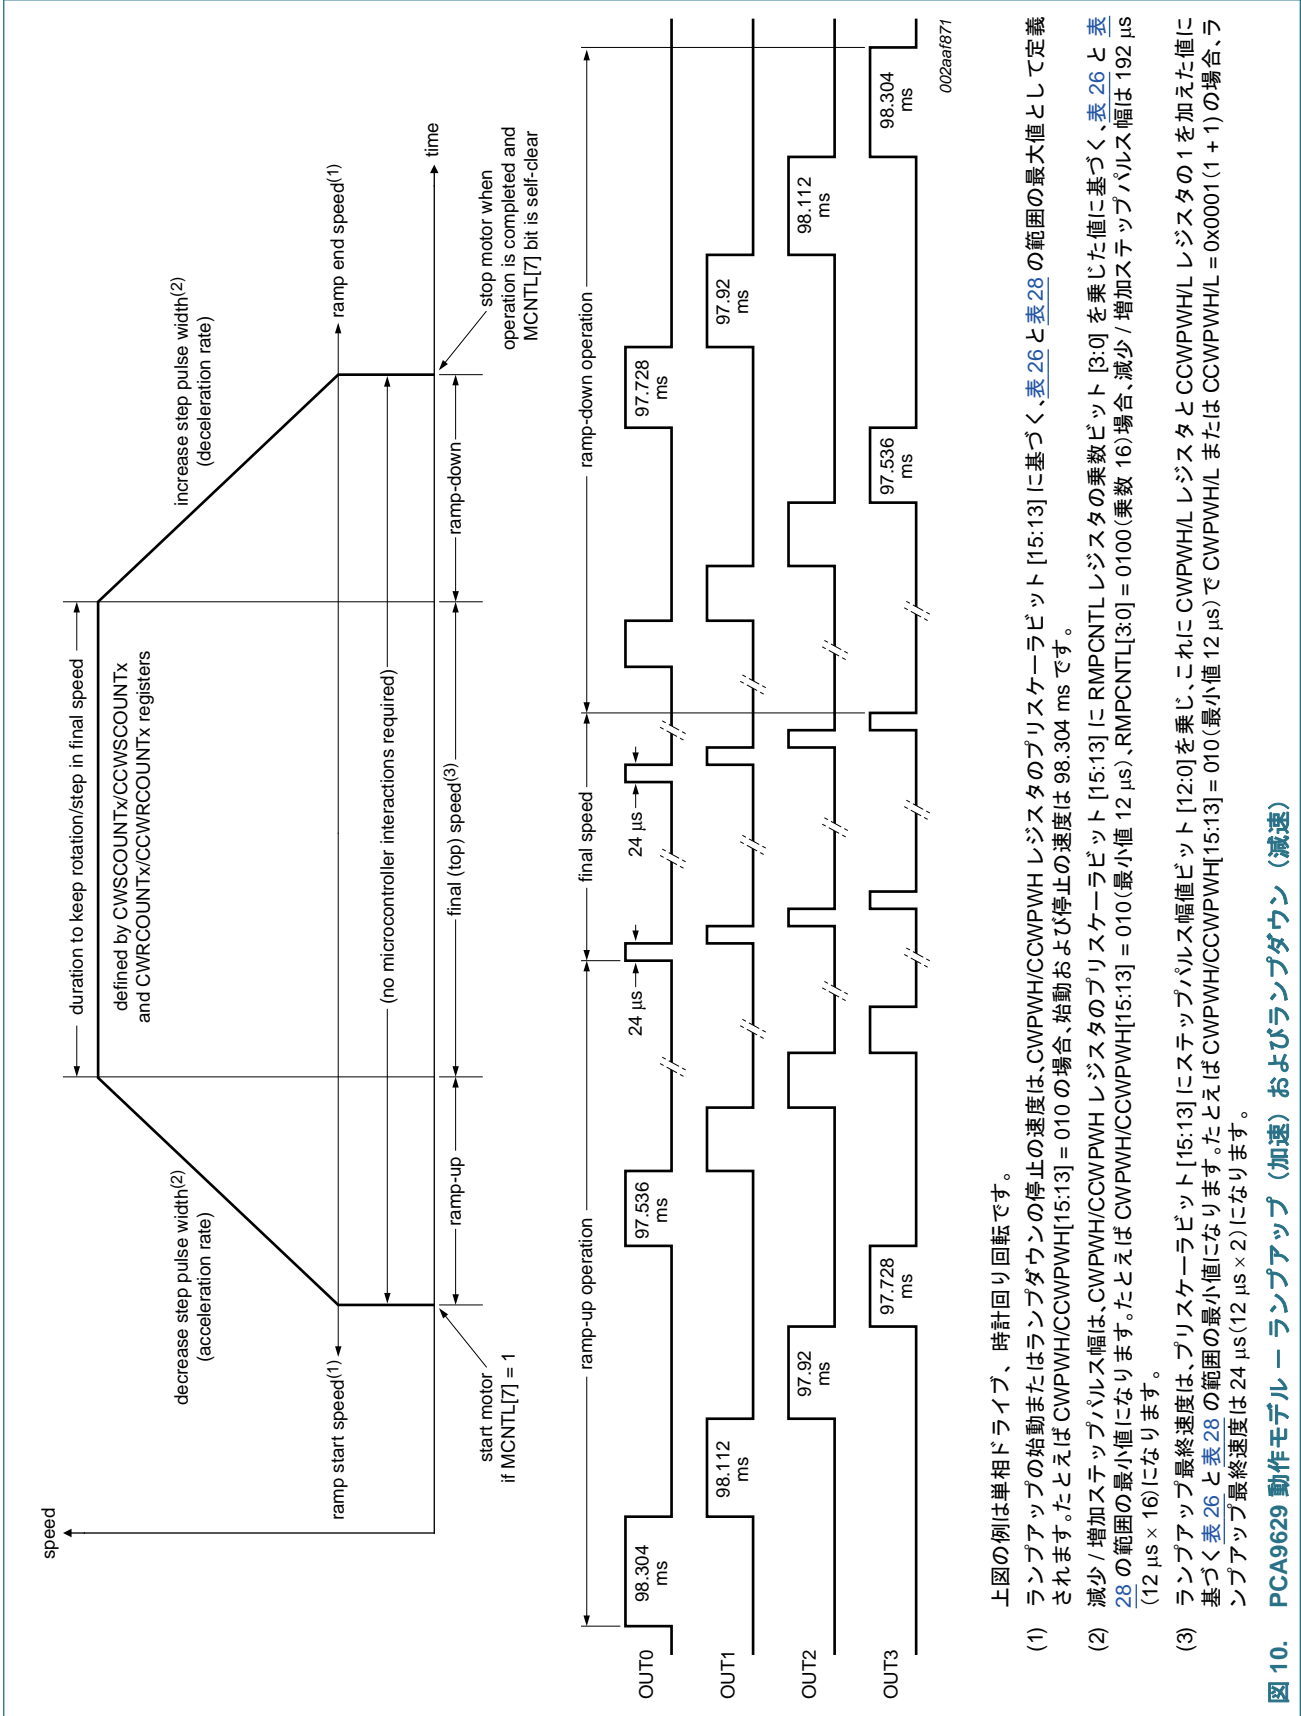 speed
duration to keep rotation/step in final speed
defined by CWSCOUNTx/CCWSCOUNTx
and CWRCOUNTx/CCWRCOUNTx registers
decrease step pulse width(2)
(acceleration rate)
increase step pulse width(2)
(deceleration rate)
ramp start speed(1)
ramp end speed(1)
(no microcontroller interactions required)
time
start motor
if MCNTL[7] = 1
ramp-up
final (top) speed(3)
ramp-down
stop motor when
operation is completed and
MCNTL[7] bit is self-clear
ramp-up operation
final speed
ramp-down operation
OUT0
98.304
ms
97.536
ms
24 µs
24 µs
97.728
ms
OUT1
98.112
ms
97.92
ms
OUT2
97.92
ms
98.112
ms
OUT3
97.728
ms
97.536
ms
98.304
ms
002aaf871
上図の例は単相ドライブ、時計回り回転です。
(1) ランプアップの始動またはランプダウンの停止の速度は、CWPWH/CCWPWH レジスタのプリスケーラビット [15:13] に基づく、表 26 と表 28 の範囲の最大値として定義
されます。たとえば CWPWH/CCWPWH[15:13] = 010 の場合、始動および停止の速度は 98.304 ms です。
(2) 減少 / 増加ステップパルス幅は、CWPWH/CCWPWH レジスタのプリスケーラビット [15:13] に RMPCNTL レジスタの乗数ビット [3:0] を乗じた値に基づく、表 26 と 表
28 の範囲の最小値になります。たとえば CWPWH/CCWPWH[15:13] = 010（最小値 12 µs）、RMPCNTL[3:0] = 0100（乗数 16）場合、減少 / 増加ステップパルス幅は 192 µs
（12 µs × 16）になります。
(3) ランプアップ最終速度は、プリスケーラビット [15:13] にステップパルス幅値ビット [12:0] を乗じ、これに CWPWH/L レジスタと CCWPWH/L レジスタの 1 を加えた値に
基づく表 26 と表 28 の範囲の最小値になります。たとえば CWPWH/CCWPWH[15:13] = 010（最小値 12 µs）で CWPWH/L または CCWPWH/L = 0x0001 (1 + 1) の場合、ラ
ンプアップ最終速度は 24 µs（12 µs × 2）になります。
図 10. PCA9629 動作モデル ー ランプアップ（加速）およびランプダウン（減速）